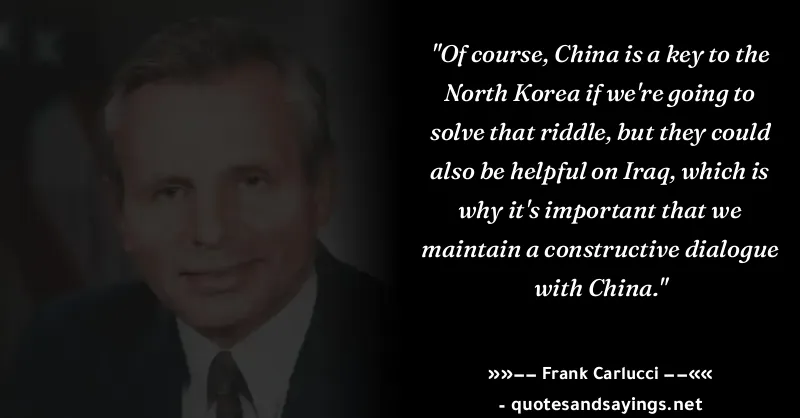 "Of course, China is a key to the
North Korea if we're going to
solve that riddle, but they could
also be helpful on Iraq, which is
why it's important that we
maintain a constructive dialogue
with China."
»»−− Frank Carlucci −−««
- quotesandsayings.net